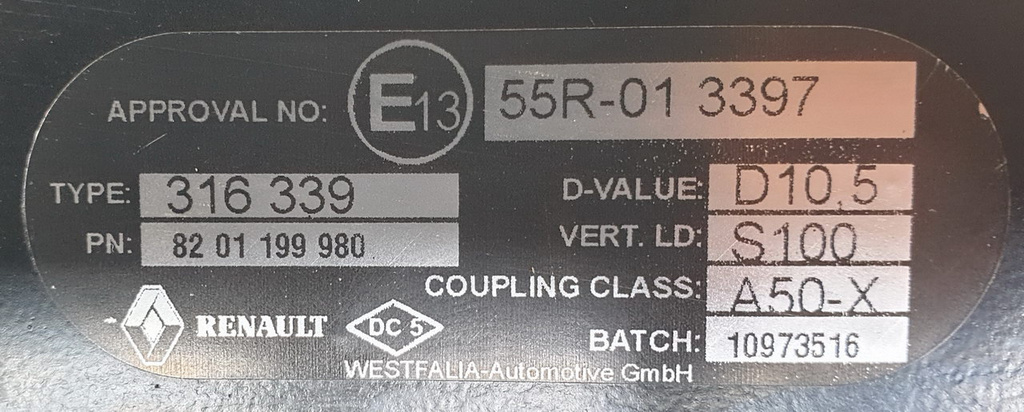 APPROVAL NO: E13 55R-01 3397
TYPE: 316 339
D-VALUE: D10,5
PN: 82 01 199 980
VERT. LD: S100
COUPLING CLASS: A50-X
RENAULT DC 5
BATCH: 10973516
WESTFALIA-Automotive GmbH